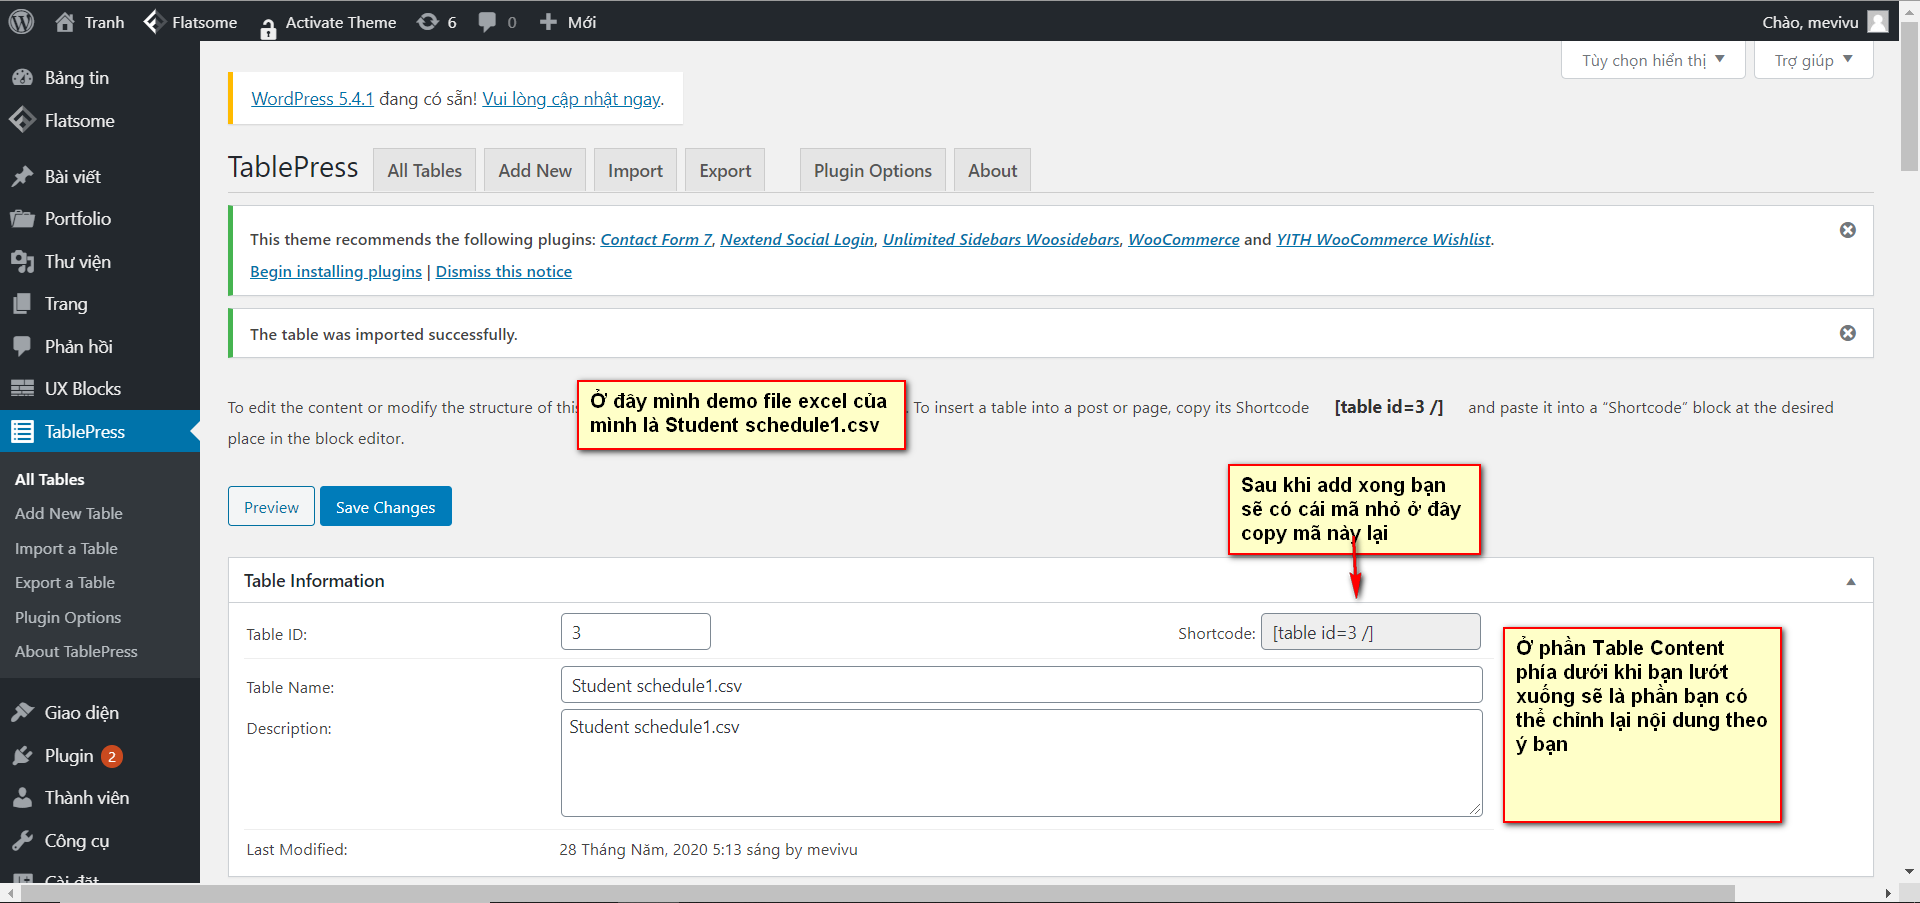 Tranh
Flatsome
Activate Theme
6
0
Mới
Chào, mevivu
Bảng tin
Flatsome
Bài viết
Portfolio
Thư viện
Trang
Phản hồi
UX Blocks
TablePress
All Tables
Add New Table
Import a Table
Export a Table
Plugin Options
About TablePress
Giao diện
Plugin 2
Thành viên
Công cụ
Cài đặt
Tùy chọn hiển thị
Trợ giúp
WordPress 5.4.1 đang có sẵn! Vui lòng cập nhật ngay.
TablePress
All Tables
Add New
Import
Export
Plugin Options
About
This theme recommends the following plugins: Contact Form 7, Nextend Social Login, Unlimited Sidebars Woosidebars, WooCommerce and YITH WooCommerce Wishlist.
Begin installing plugins | Dismiss this notice
The table was imported successfully.
Ở đây mình demo file excel của
mình là Student schedule1.csv
To edit the content or modify the structure of this . To insert a table into a post or page, copy its Shortcode [table id=3 /] and paste it into a “Shortcode” block at the desired
place in the block editor.
Preview
Save Changes
Sau khi add xong bạn
sẽ có cái mã nhỏ ở đây
copy mã này lại
Table Information
Table ID: 3
Shortcode: [table id=3 /]
Table Name: Student schedule1.csv
Description: Student schedule1.csv
Ở phần Table Content
phía dưới khi bạn lướt
xuống sẽ là phần bạn có
thể chỉnh lại nội dung theo
ý bạn
Last Modified: 28 Tháng Năm, 2020 5:13 sáng by mevivu